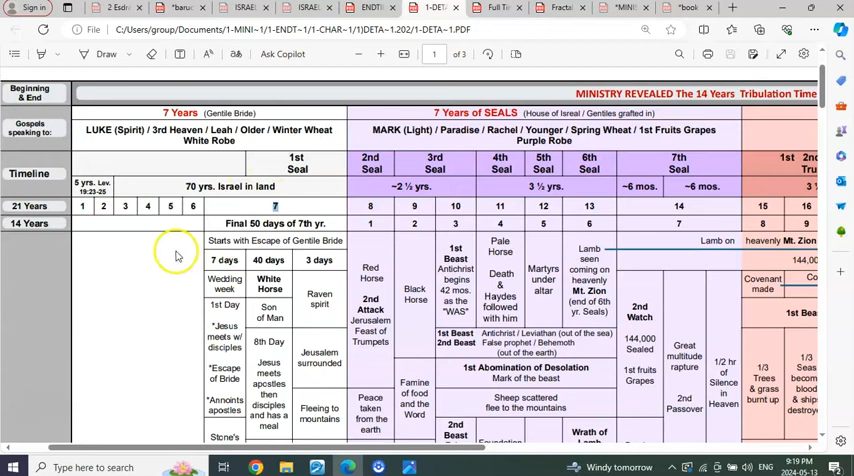 Sign in
2 Esdra
*baruc
ISRAEL
ISRAEL
ENDTIN
1-DETA
Full Tim
Fractal
*MINIS
*book
File
C:/Users/group/Documents/1-MINI~1/1-ENDT~1/1-CHAR~1/1)DETA~1.202/1-DETA~1.PDF
Draw
Ask Copilot
1
of 3
Beginning & End
MINISTRY REVEALED The 14 Years Tribulation Time
Gospels speaking to:
7 Years (Gentile Bride)
7 Years of SEALS (House of Isreal / Gentiles grafted in)
LUKE (Spirit) / 3rd Heaven / Leah / Older / Winter Wheat
White Robe
MARK (Light) / Paradise / Rachel / Younger / Spring Wheat / 1st Fruits Grapes
Purple Robe
Timeline
1st Seal
2nd Seal
3rd Seal
4th Seal
5th Seal
6th Seal
7th Seal
1st
2nd
Tru
5 yrs. Lev. 19:23-25
70 yrs. Israel in land
~2 ½ yrs.
3 ½ yrs.
~6 mos.
~6 mos.
3 ½
21 Years
1 2 3 4 5 6 7 8 9 10 11 12 13 14 15 16
14 Years
Final 50 days of 7th yr.
1 2 3 4 5 6 7 8 9
Starts with Escape of Gentile Bride
7 days
40 days
3 days
Wedding week
1st Day
*Jesus meets w/ disciples
*Escape of Bride
*Annoints apostles
Stone's
White Horse
Son of Man
8th Day
Jesus meets apostles then disciples and has a meal
Raven spirit
Jeusalem surrounded
Fleeing to mountains
Red Horse
2nd Attack
Jerusalem Feast of Trumpets
Peace taken from the earth
Black Horse
Famine of food and the Word
1st Beast
Antichrist begins 42 mos. as the "WAS"
Pale Horse
Death & Haydes followed with him
Martyrs under altar
Lamb seen coming on heavenly Mt. Zion (end of 6th yr. Seals)
1st Beast Antichrist / Leviathan (out of the sea)
2nd Beast False prophet / Behemoth
(out of the earth)
1st Abomination of Desolation
Mark of the beast
Sheep scattered
flee to the mountains
2nd Beast
Foundation
Wrath of Lamb
Lamb on heavenly Mt. Zion
2nd Watch
144,000 Sealed
1st fruits Grapes
Great multitude rapture
2nd Passover
1/2 hr of Silence in Heaven
144,000
Covenant made
Co
1st Bea
1/3 Trees & grass burnt up
1/3 Seas become blood & ships destroye
Type here to search
Windy tomorrow
ENG
9:19 PM
2024-05-13